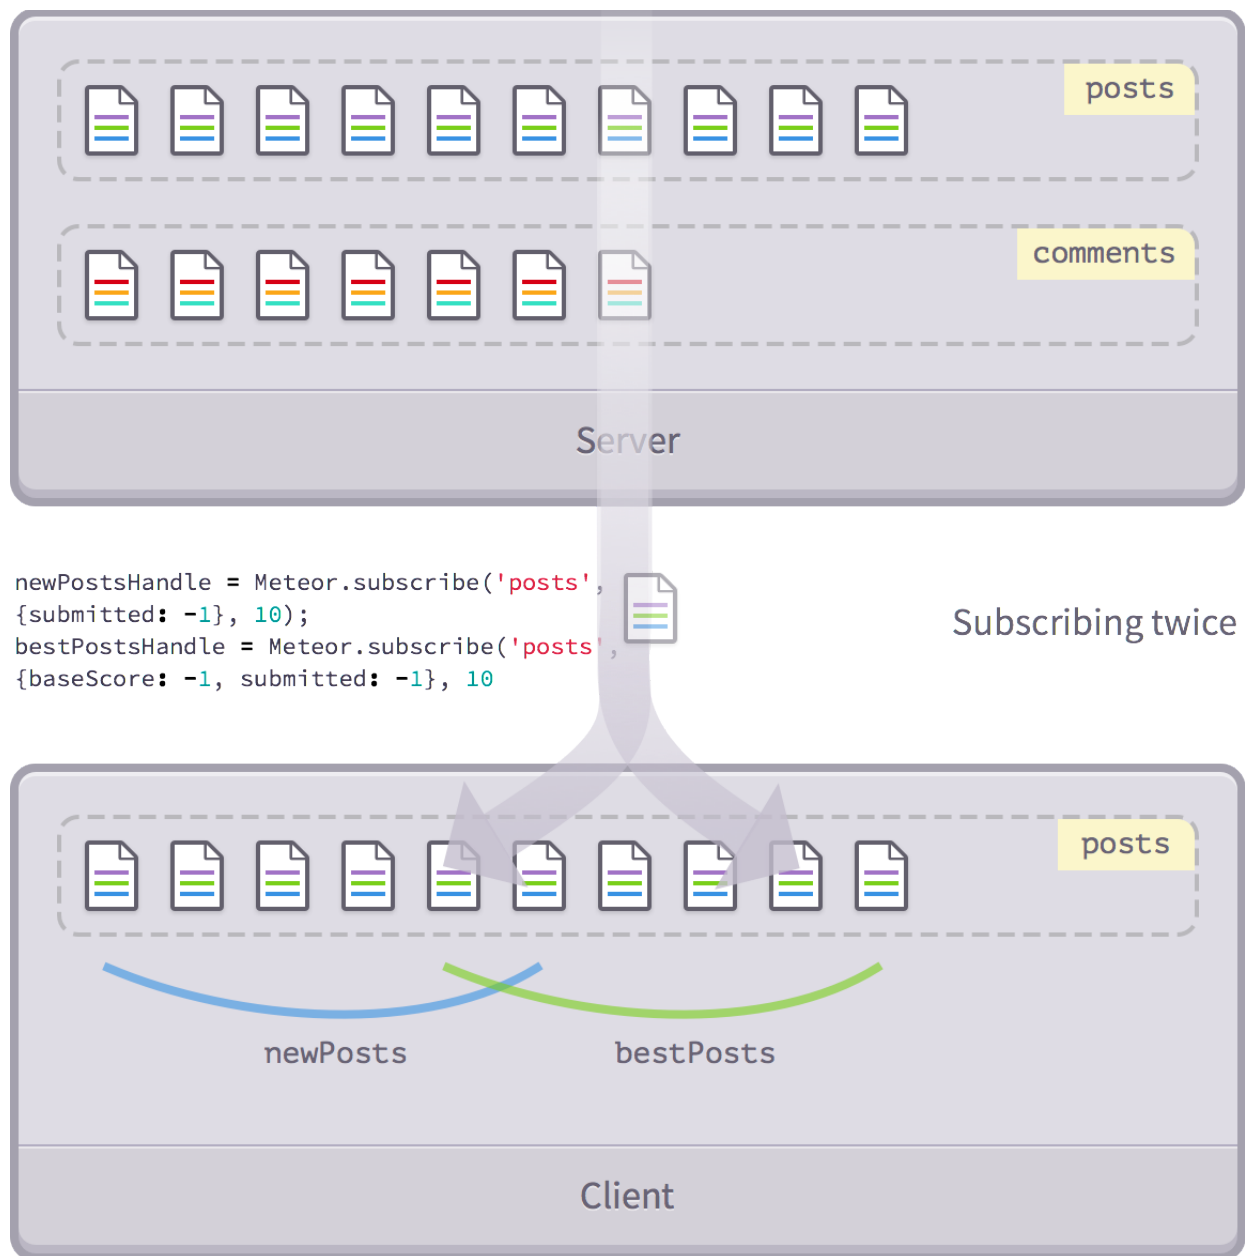 posts
comments
Server
newPostsHandle = Meteor.subscribe('posts',
{submitted: -1}, 10);
bestPostsHandle = Meteor.subscribe('posts',
{baseScore: -1, submitted: -1}, 10
Subscribing twice
posts
newPosts
bestPosts
Client